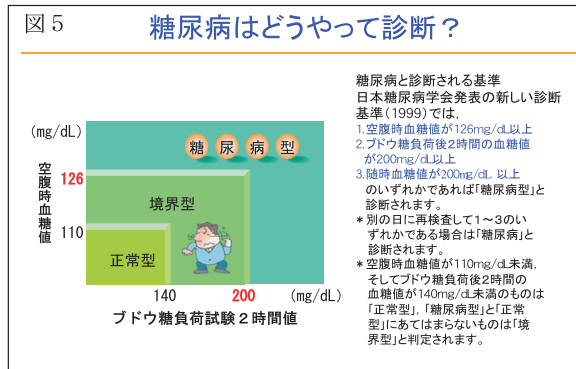 図5
糖尿病はどうやって診断?
(mg/dL)
空腹時血糖値
126
110
糖尿病型
境界型
正常型
140
200
(mg/dL)
ブドウ糖負荷試験2時間値
糖尿病と診断される基準
日本糖尿病学会発表の新しい診断
基準(1999)では,
1.空腹時血糖値が126mg/dL以上
2.ブドウ糖負荷後2時間の血糖値
が200mg/dL以上
3.随時血糖値が200mg/dL 以上
のいずれかであれば「糖尿病型」と
診断されます。
*別の日に再検査して1~3のい
ずれかである場合は「糖尿病」と
診断されます。
*空腹時血糖値が110mg/dL未満,
そしてブドウ糖負荷後2時間の
血糖値が140mg/dL未満のものは
「正常型」, 「糖尿病型」と「正常
型」にあてはまらないものは「境
界型」と判定されます。